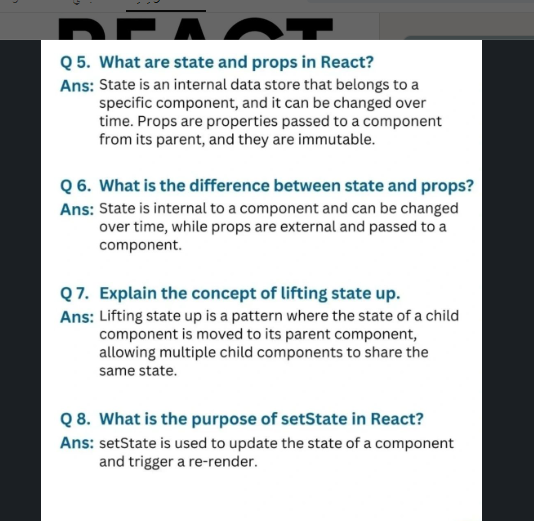 REACT
Q 5. What are state and props in React?
Ans: State is an internal data store that belongs to a
specific component, and it can be changed over
time. Props are properties passed to a component
from its parent, and they are immutable.
Q 6. What is the difference between state and props?
Ans: State is internal to a component and can be changed
over time, while props are external and passed to a
component.
Q 7. Explain the concept of lifting state up.
Ans: Lifting state up is a pattern where the state of a child
component is moved to its parent component,
allowing multiple child components to share the
same state.
Q 8. What is the purpose of setState in React?
Ans: setState is used to update the state of a component
and trigger a re-render.